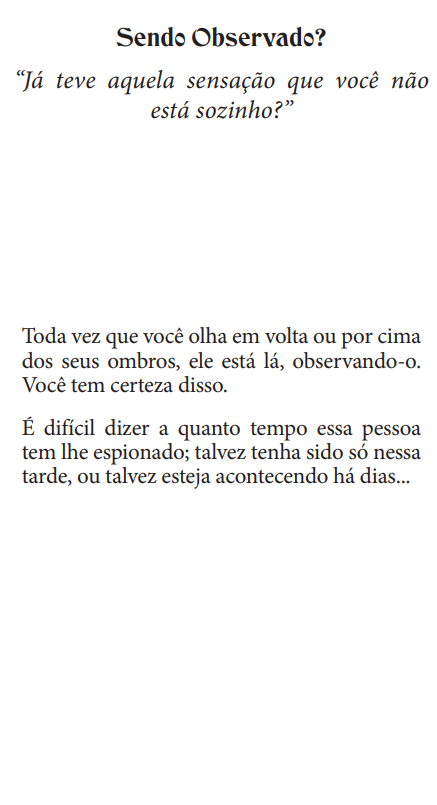 Sendo Observado?
“Já teve aquela sensação que você não
está sozinho?”
Toda vez que você olha em volta ou por cima
dos seus ombros, ele está lá, observando-o.
Você tem certeza disso.
É difícil dizer a quanto tempo essa pessoa
tem lhe espionado; talvez tenha sido só nessa
tarde, ou talvez esteja acontecendo há dias...